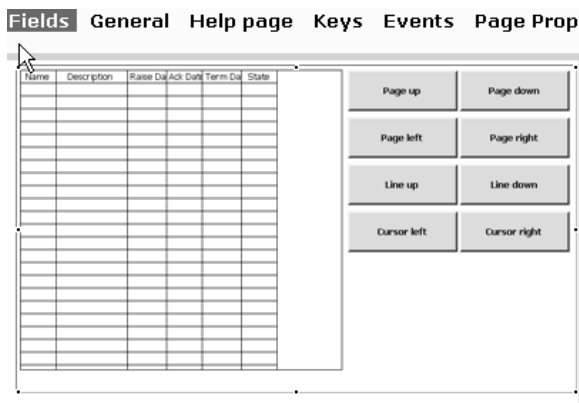 Fields General Help page Keys Events Page Prop
Name Description Raise Da Ack Dat Term Da State
Page up Page down
Page left Page right
Line up Line down
Cursor left Cursor right